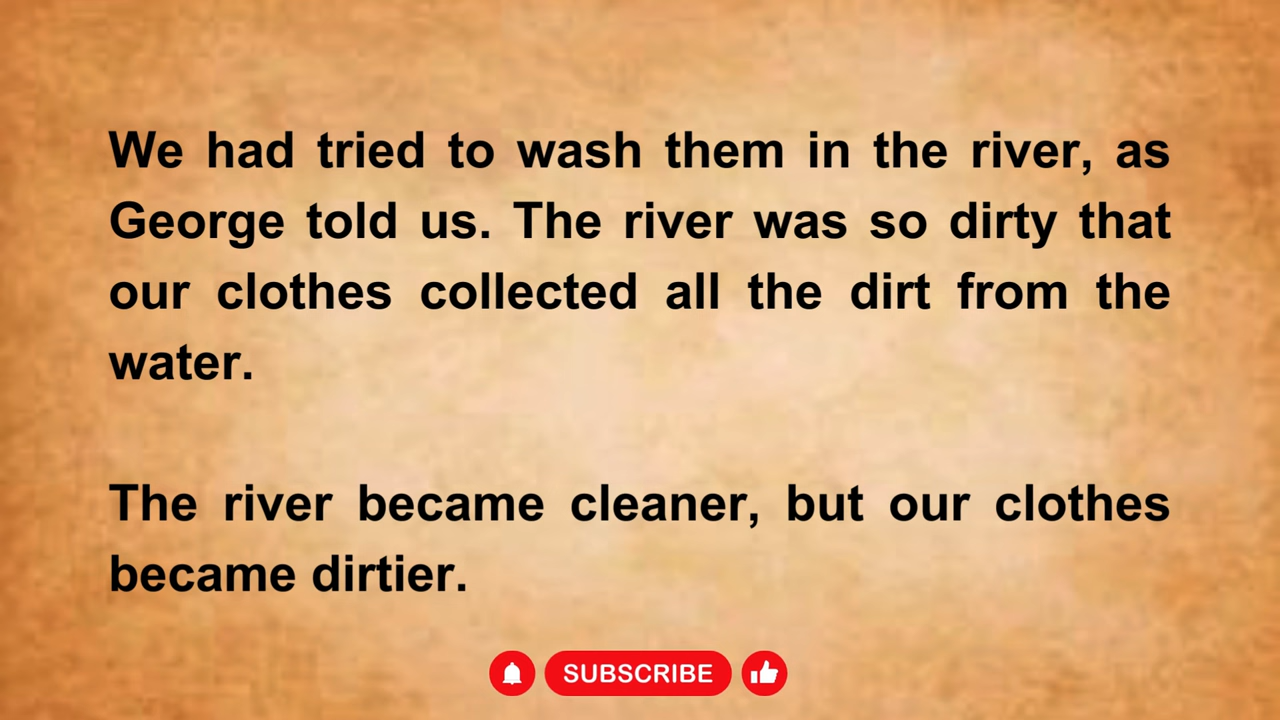 We had tried to wash them in the river, as
George told us. The river was so dirty that
our clothes collected all the dirt from the
water.
The river became cleaner, but our clothes
became dirtier.
SUBSCRIBE